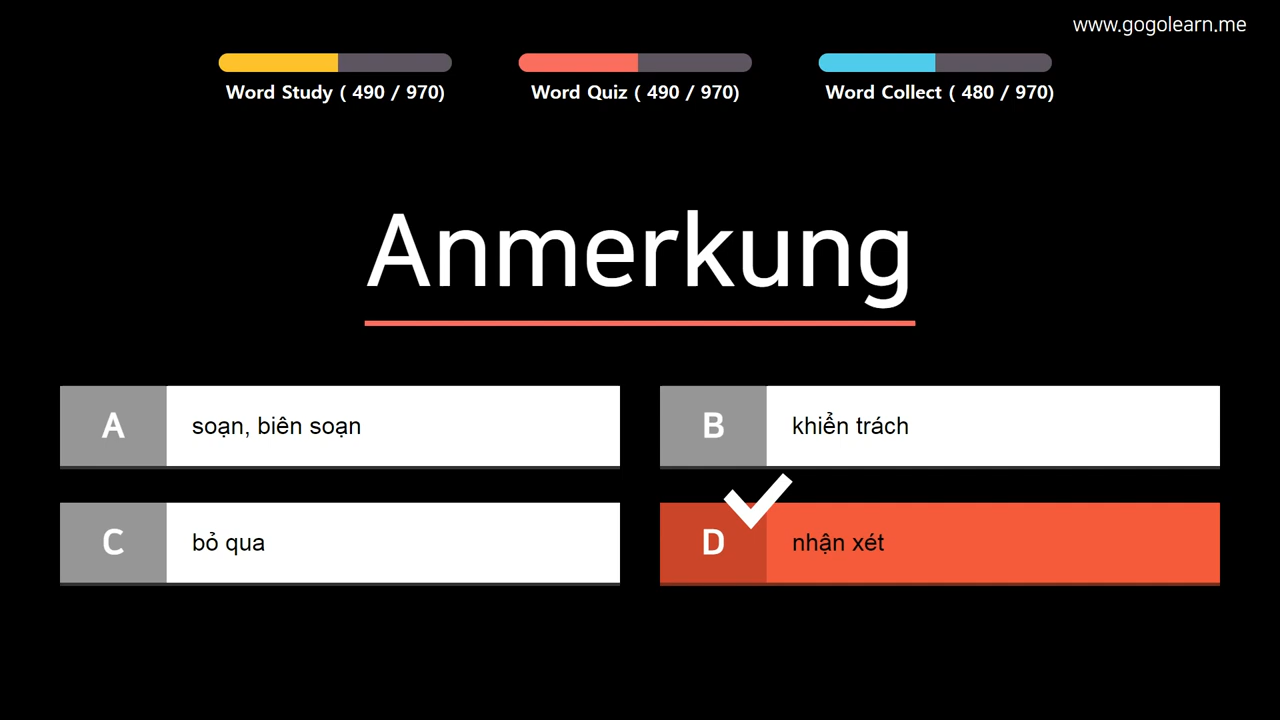 www.gogolearn.me
Word Study ( 490 / 970)
Word Quiz ( 490 / 970)
Word Collect ( 480 / 970)
Anmerkung
A
soạn, biên soạn
B
khiển trách
C
bỏ qua
D
nhận xét